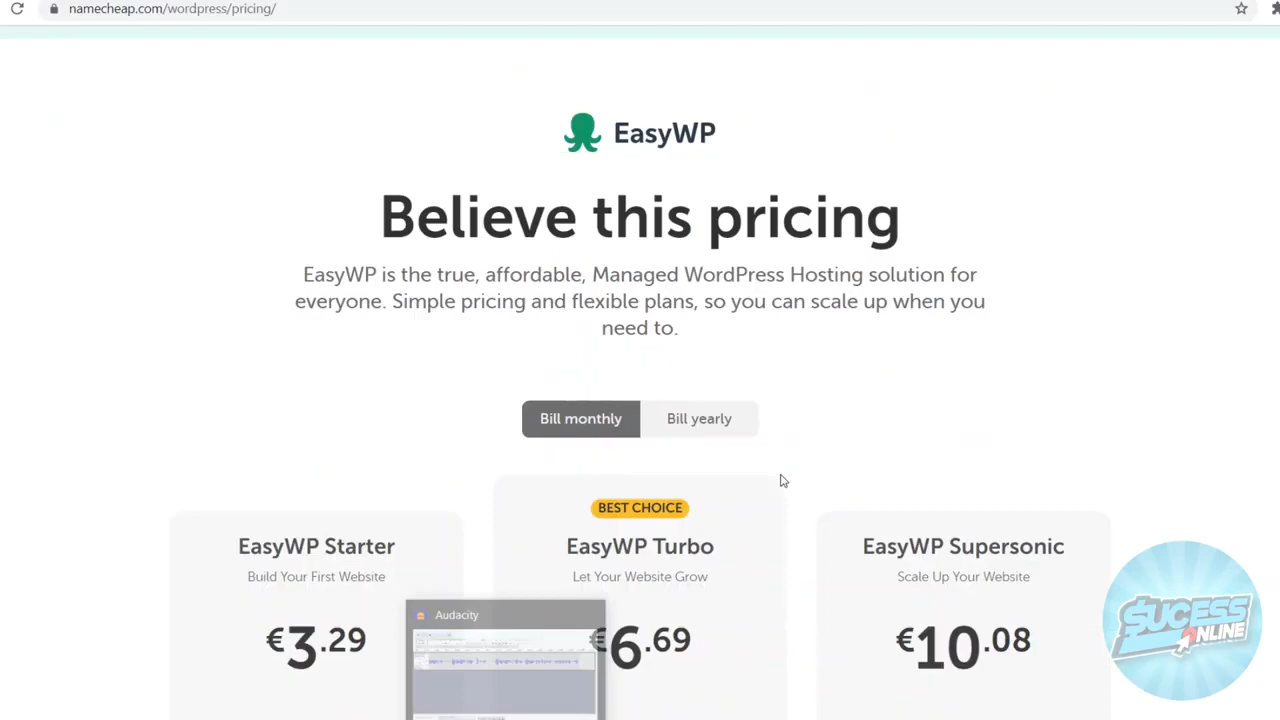 namecheap.com/wordpress/pricing/
EasyWP
Believe this pricing
EasyWP is the true, affordable, Managed WordPress Hosting solution for
everyone. Simple pricing and flexible plans, so you can scale up when you
need to.
Bill monthly Bill yearly
BEST CHOICE
EasyWP Starter EasyWP Turbo EasyWP Supersonic
Build Your First Website Let Your Website Grow Scale Up Your Website
Audacity
€3.29 €6.69 €10.08
$UCESS
ONLINE